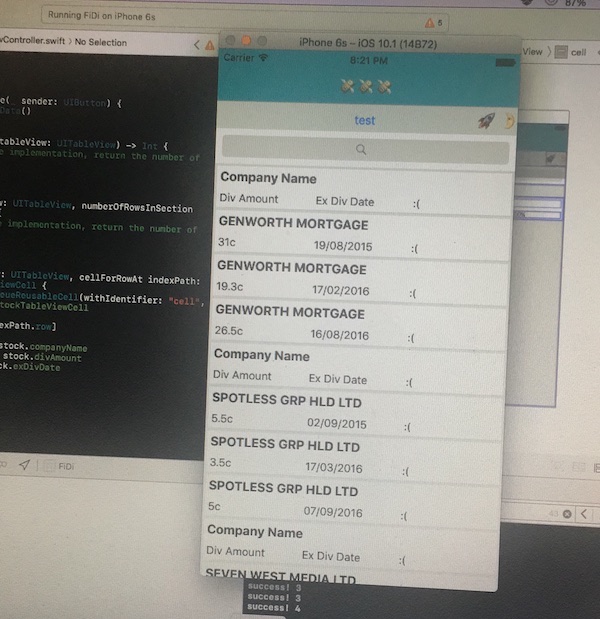 87%
Running FiDi on iPhone 6s
5
Controller.swift 〉 No Selection
iPhone 6s – iOS 10.1 (14B72)
View 〉 cell
Carrier
8:21 PM
test
Company Name
Div Amount Ex Div Date :(
GENWORTH MORTGAGE
31c 19/08/2015 :(
GENWORTH MORTGAGE
19.3c 17/02/2016 :(
GENWORTH MORTGAGE
26.5c 16/08/2016 :(
Company Name
Div Amount Ex Div Date :(
SPOTLESS GRP HLD LTD
5.5c 02/09/2015 :(
SPOTLESS GRP HLD LTD
3.5c 17/03/2016 :(
SPOTLESS GRP HLD LTD
5c 07/09/2016 :(
Company Name
Div Amount Ex Div Date :(
SEVEN WEST MEDIA LTD
e(_ sender: UIButton) {
Data()
tableView: UITableView) -> Int {
implementation, return the number of
: UITableView, numberOfRowsInSection
implementation, return the number of
: UITableView, cellForRowAt indexPath:
iewCell {
eueReusableCell(withIdentifier: "cell",
tockTableViewCell
exPath.row]
stock.companyName
stock.divAmount
ck.exDivDate
FiDi
43
success! 3
success! 3
success! 4